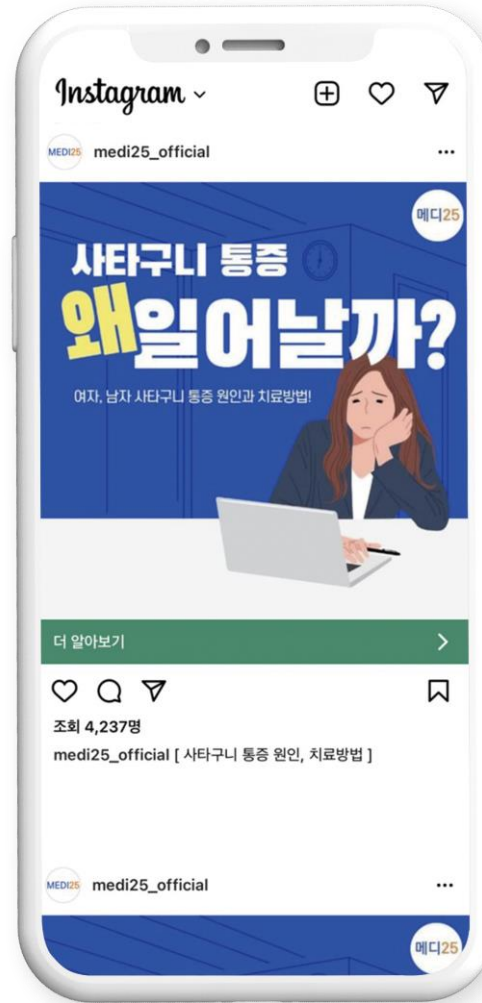 Instagram
MEDI25 medi25_official
메디25
사타구니 통증
왜일어날까?
여자, 남자 사타구니 통증 원인과 치료방법!
더 알아보기
조회 4,237명
medi25_official [ 사타구니 통증 원인, 치료방법 ]
MEDI25 medi25_official
메디25